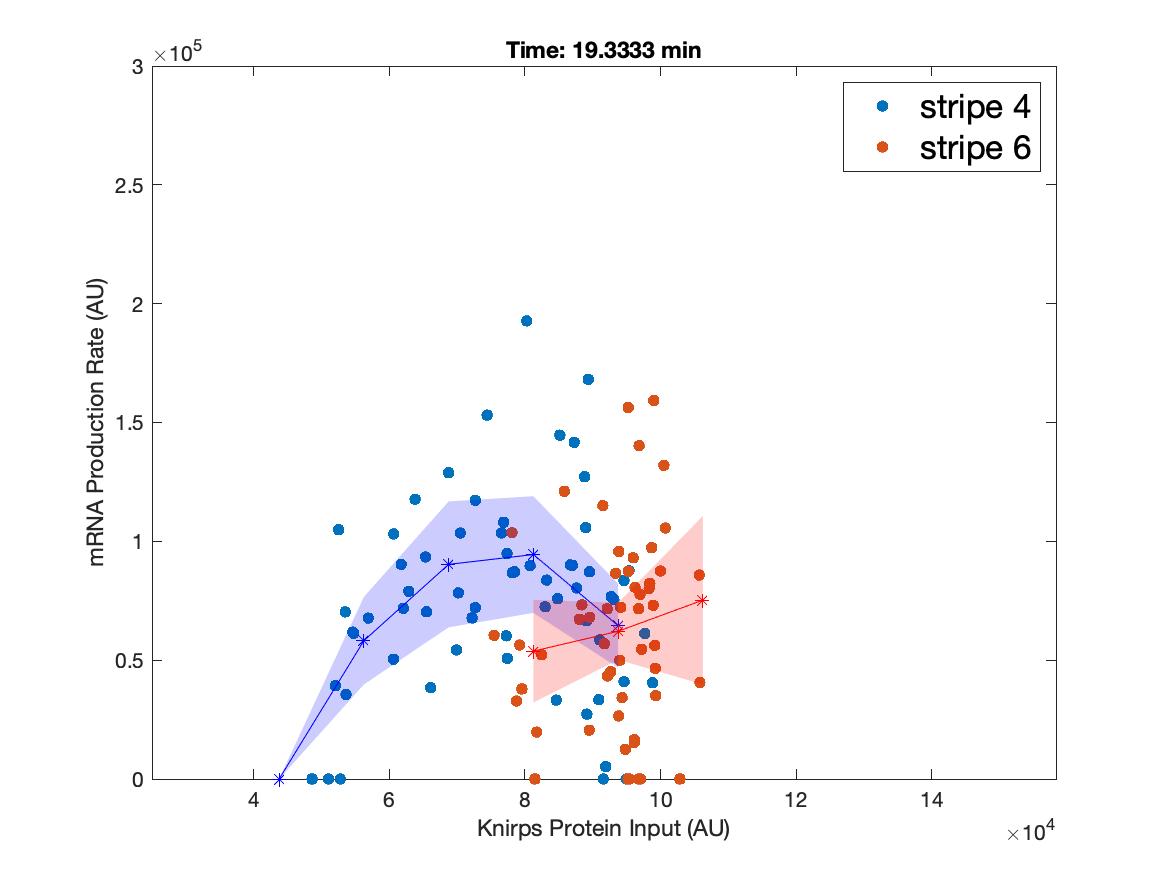 Time: 19.3333 min
×10^5
3
2.5
2
1.5
1
0.5
0
mRNA Production Rate (AU)
stripe 4
stripe 6
4 6 8 10 12 14
Knirps Protein Input (AU)
×10^4